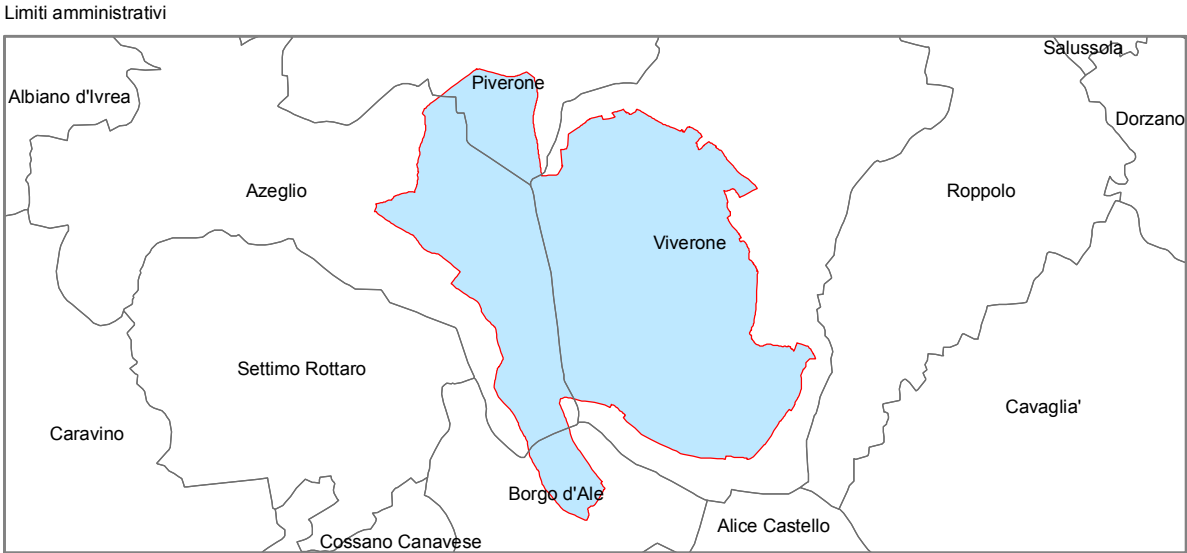 Limiti amministrativi
Salussola
Piverone
Albiano d'Ivrea
Dorzano
Azeglio
Roppolo
Viverone
Settimo Rottaro
Cavaglia'
Caravino
Borgo d'Ale
Alice Castello
Cossano Canavese